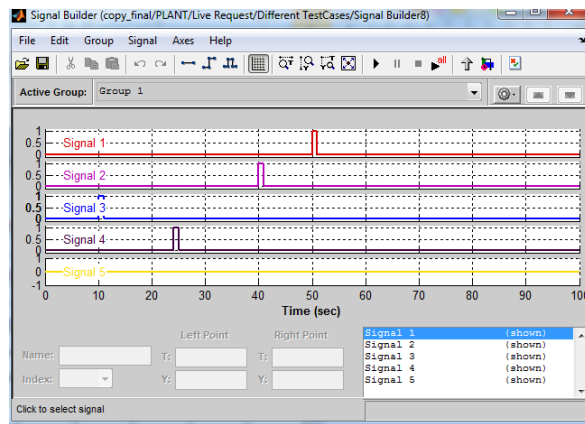 Signal Builder (copy_final/PLANT/Live Request/Different TestCases/Signal Builder8)
File Edit Group Signal Axes Help
all
Active Group: Group 1
1
0.5
0
Signal 1
1
0.5
0
Signal 2
1
0.5
0
Signal 3
1
0.5
0
Signal 4
1
0
-1
Signal 5
0 10 20 30 40 50 60 70 80 90 100
Time (sec)
Left Point Right Point
Name: T: T:
Index: Y: Y:
Signal 1 (shown)
Signal 2 (shown)
Signal 3 (shown)
Signal 4 (shown)
Signal 5 (shown)
Click to select signal